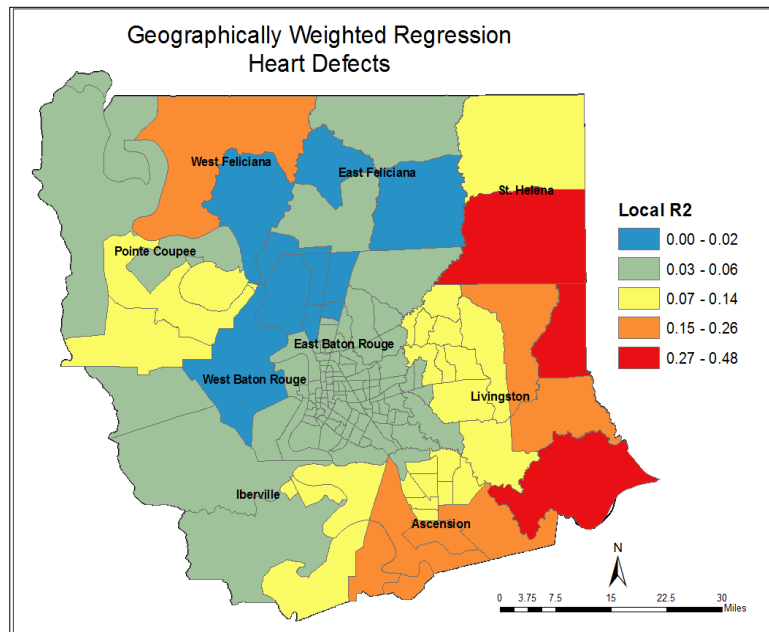 Geographically Weighted Regression
Heart Defects
West Feliciana
East Feliciana
St. Helena
Pointe Coupee
East Baton Rouge
West Baton Rouge
Livingston
Iberville
Ascension
Local R2
0.00 - 0.02
0.03 - 0.06
0.07 - 0.14
0.15 - 0.26
0.27 - 0.48
N
0 3.75 7.5 15 22.5 30
Miles